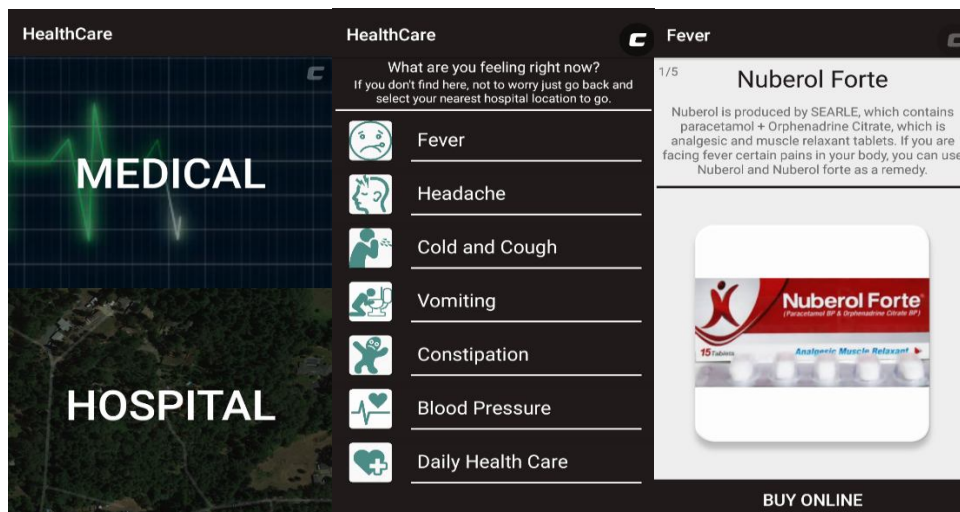 HealthCare
MEDICAL
HOSPITAL
HealthCare
What are you feeling right now?
If you don't find here, not to worry just go back and
select your nearest hospital location to go.
Fever
Headache
Cold and Cough
Vomiting
Constipation
Blood Pressure
Daily Health Care
Fever
1/5
Nuberol Forte
Nuberol is produced by SEARLE, which contains
paracetamol + Orphenadrine Citrate, which is
analgesic and muscle relaxant tablets. If you are
facing fever certain pains in your body, you can use
Nuberol and Nuberol forte as a remedy.
Nuberol Forte®
(Paracetamol BP & Orphenadrine Citrate BP)
15 Tablets
Analgesic Muscle Relaxant
BUY ONLINE